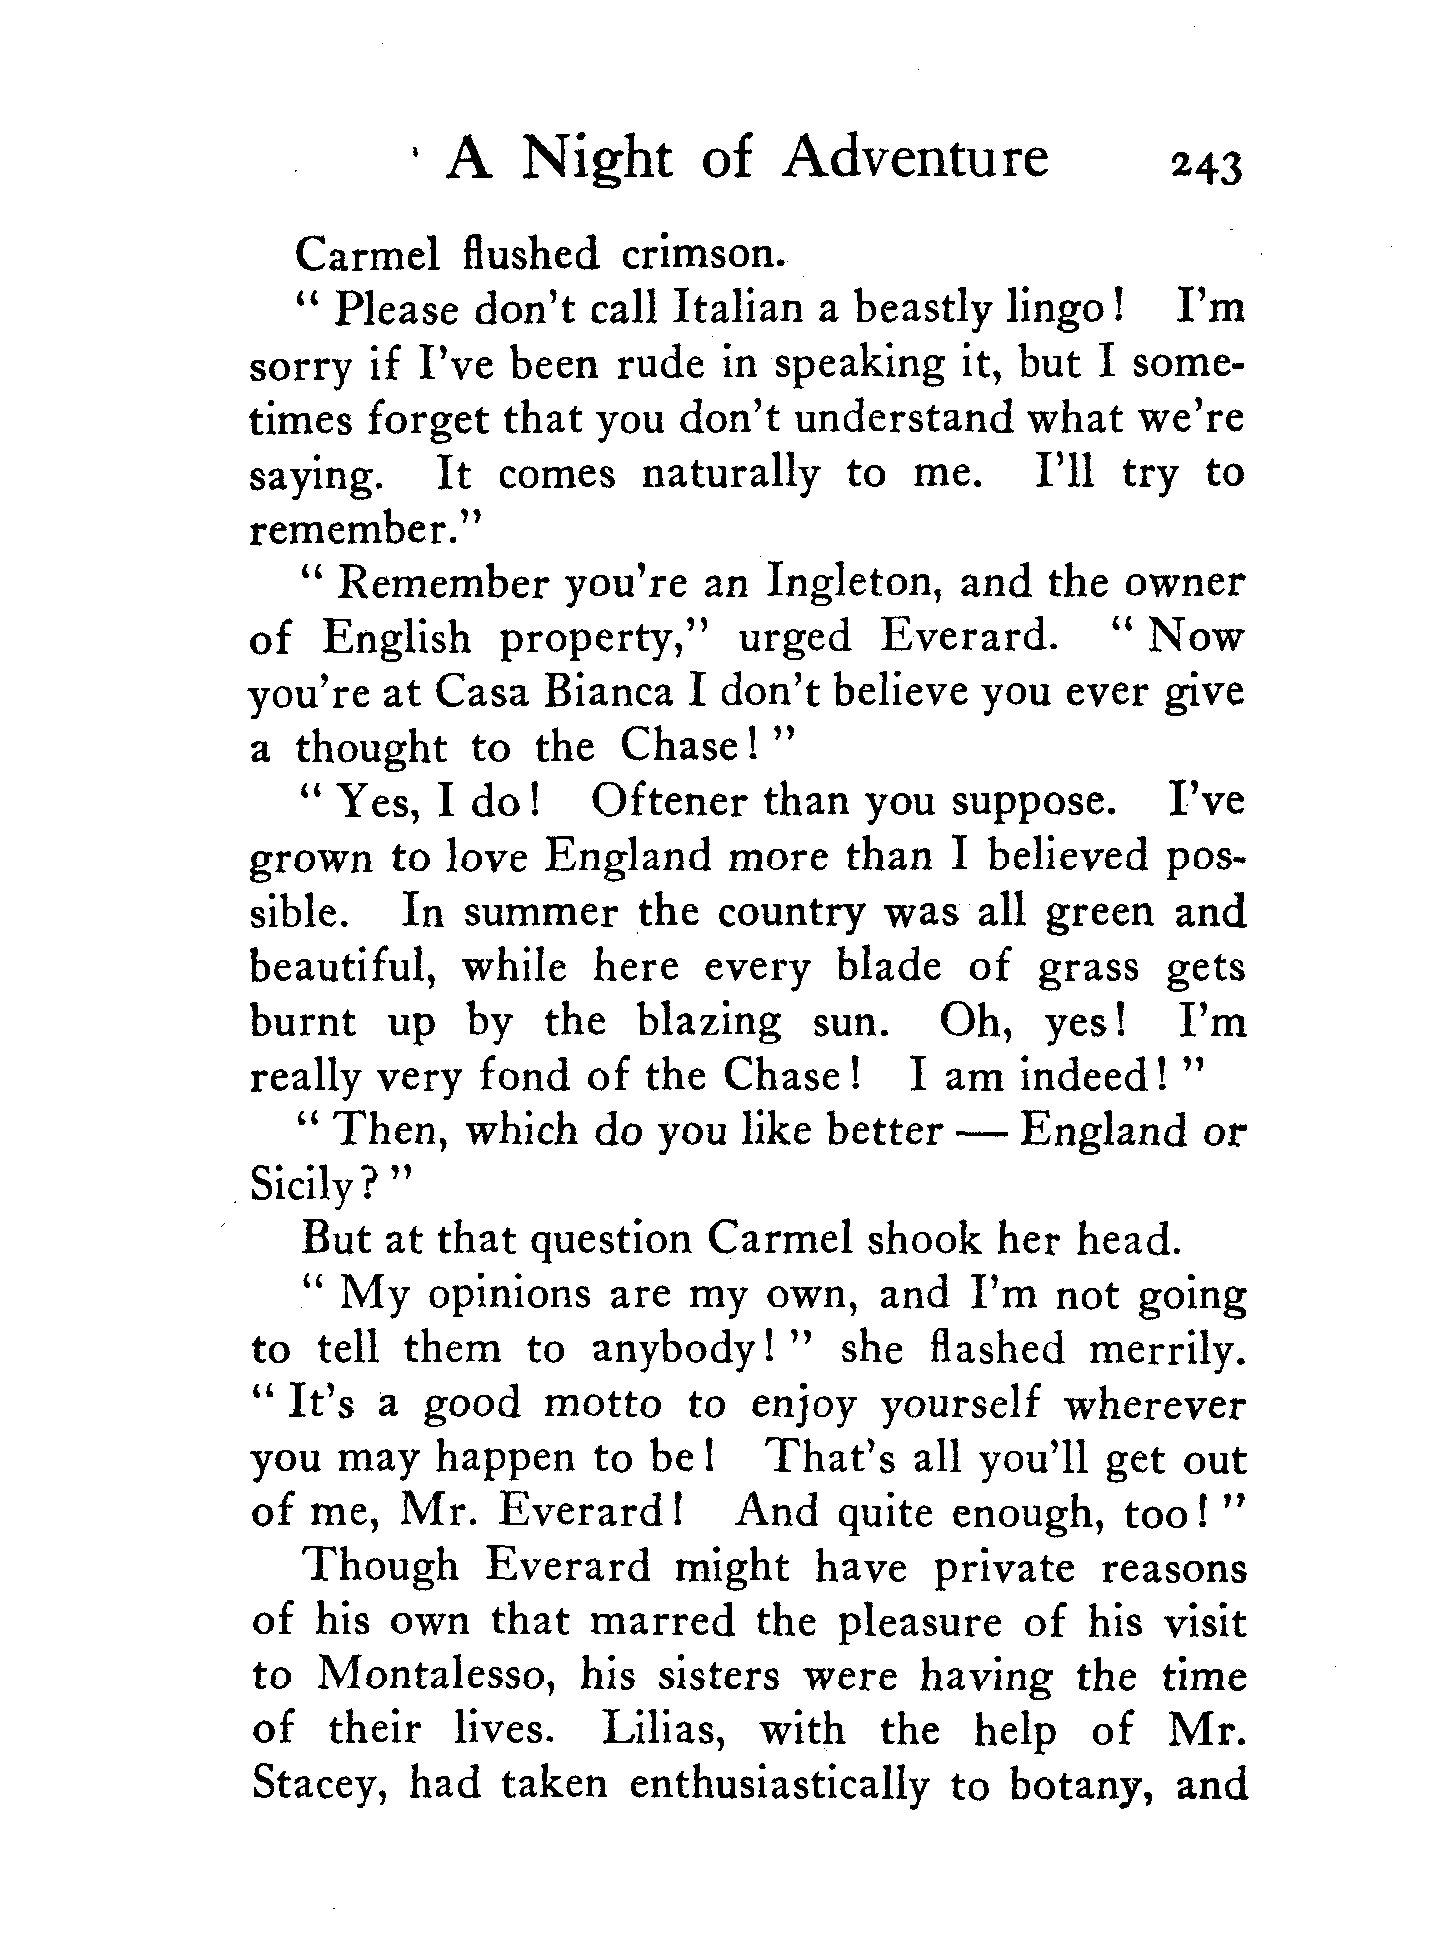 A Night of Adventure 243
Carmel flushed crimson.
" Please don't call Italian a beastly lingo! I'm
sorry if I've been rude in speaking it, but I some-
times forget that you don't understand what we're
saying. It comes naturally to me. I'll try to
remember."
" Remember you're an Ingleton, and the owner
of English property," urged Everard. " Now
you're at Casa Bianca I don't believe you ever give
a thought to the Chase! "
" Yes, I do! Oftener than you suppose. I've
grown to love England more than I believed pos-
sible. In summer the country was all green and
beautiful, while here every blade of grass gets
burnt up by the blazing sun. Oh, yes! I'm
really very fond of the Chase! I am indeed! "
" Then, which do you like better — England or
Sicily? "
But at that question Carmel shook her head.
" My opinions are my own, and I'm not going
to tell them to anybody! " she flashed merrily.
" It's a good motto to enjoy yourself wherever
you may happen to be! That's all you'll get out
of me, Mr. Everard! And quite enough, too! "
Though Everard might have private reasons
of his own that marred the pleasure of his visit
to Montalesso, his sisters were having the time
of their lives. Lilias, with the help of Mr.
Stacey, had taken enthusiastically to botany, and